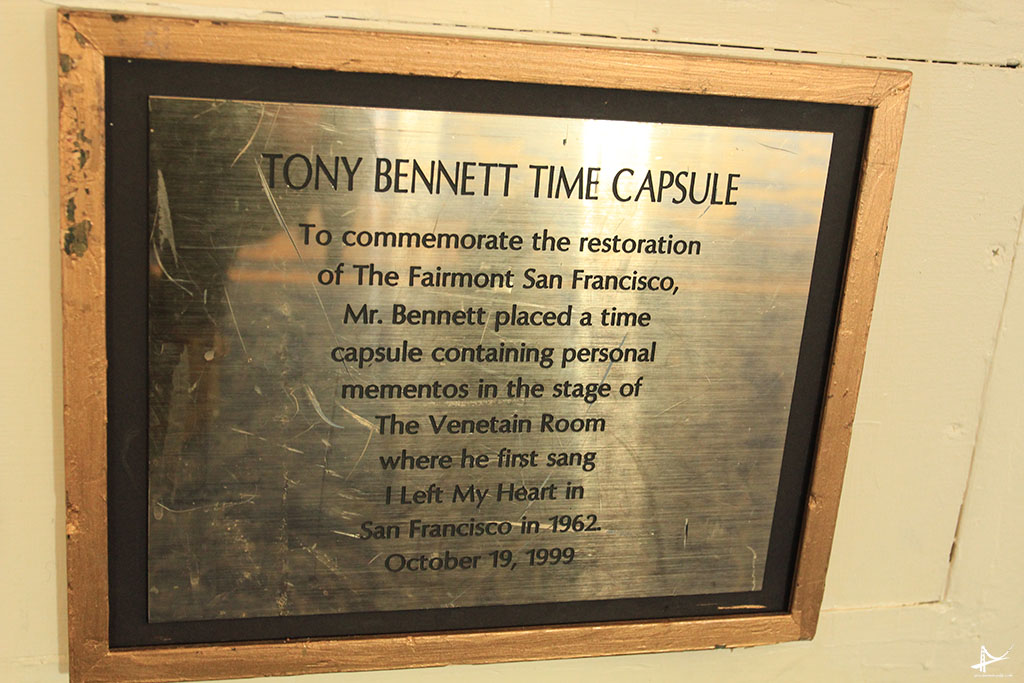 TONY BENNETT TIME CAPSULE
To commemorate the restoration
of The Fairmont San Francisco,
Mr. Bennett placed a time
capsule containing personal
mementos in the stage of
The Venetain Room
where he first sang
I Left My Heart in
San Francisco in 1962.
October 19, 1999